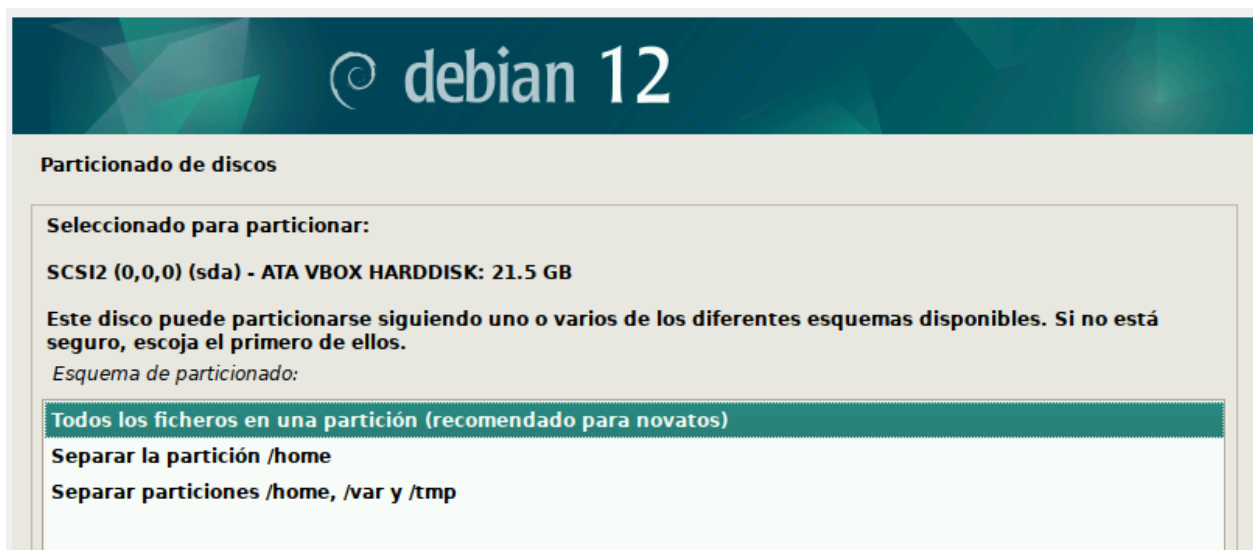 debian 12
Particionado de discos
Seleccionado para particionar:
SCSI2 (0,0,0) (sda) - ATA VBOX HARDDISK: 21.5 GB
Este disco puede particionarse siguiendo uno o varios de los diferentes esquemas disponibles. Si no está
seguro, escoja el primero de ellos.
Esquema de particionado:
Todos los ficheros en una partición (recomendado para novatos)
Separar la partición /home
Separar particiones /home, /var y /tmp